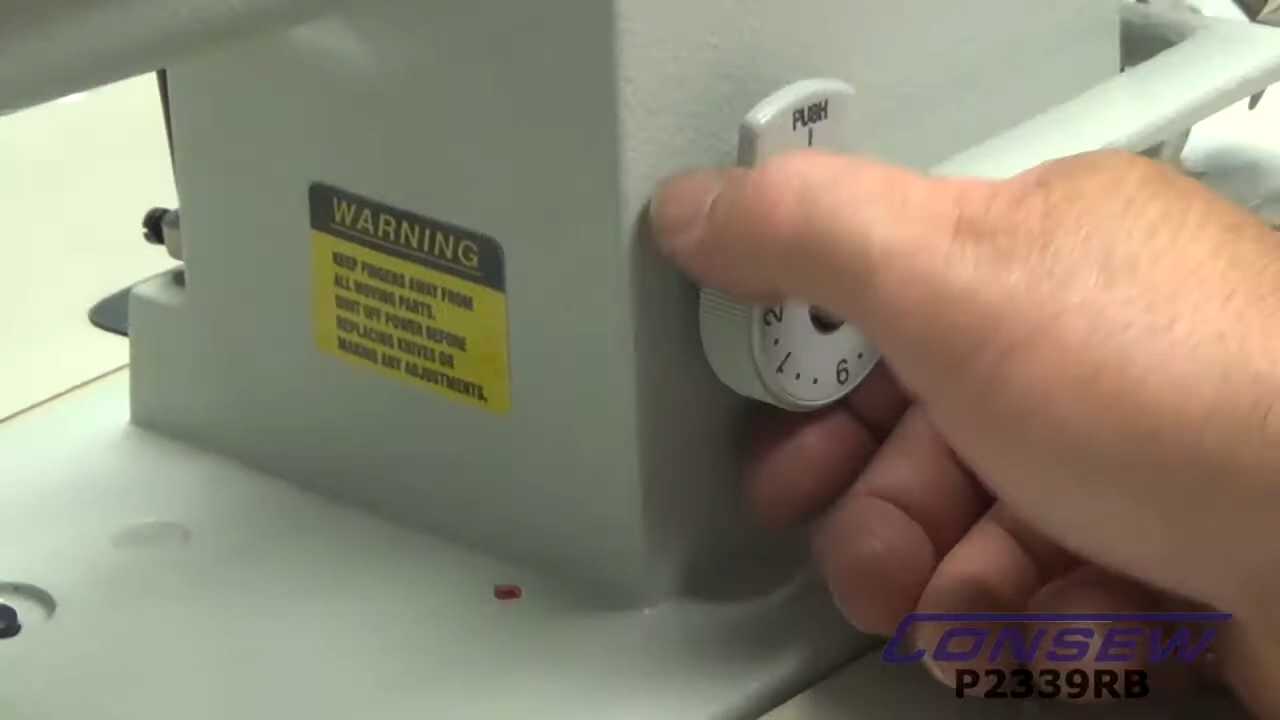 PUSH
WARNING
KEEP FINGERS AWAY FROM
ALL MOVING PARTS.
SHUT OFF POWER BEFORE
REPLACING KNIVES OR
MAKING ANY ADJUSTMENTS.
2
1
6
CONSEW
P2339RB